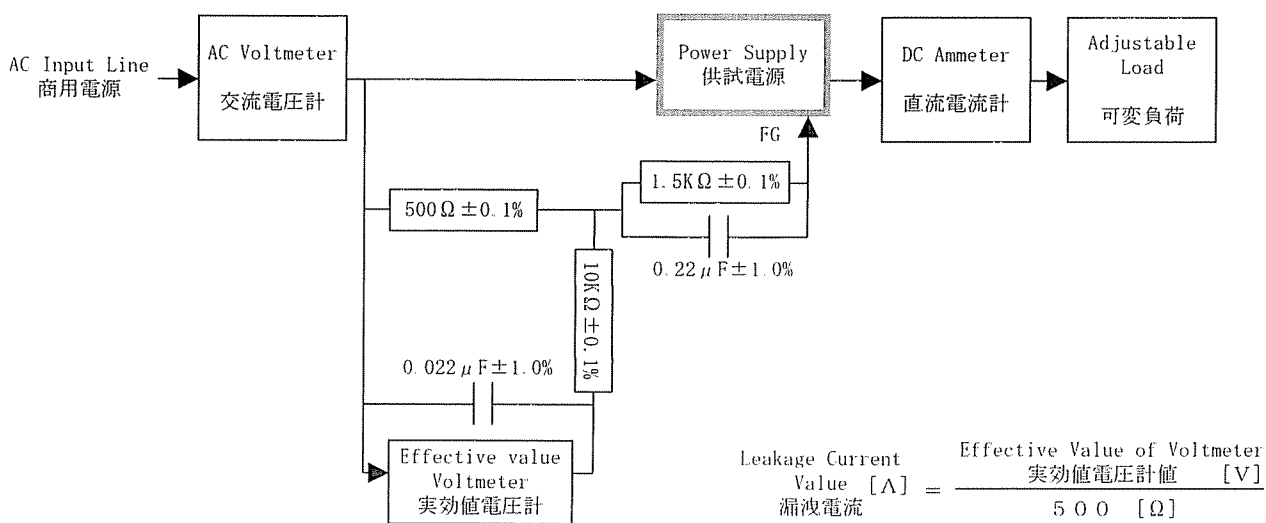 AC Input Line
商用電源
AC Voltmeter
交流電圧計
Power Supply
供試電源
DC Ammeter
直流電流計
Adjustable
Load
可変負荷
FG
1.5KΩ±0.1%
500Ω±0.1%
0.22μF±1.0%
10KΩ±0.1%
0.022μF±1.0%
Effective value
Voltmeter
実効値電圧計
Leakage Current
Value [A]
漏洩電流
=
Effective Value of Voltmeter
実効値電圧計値 [V]
500 [Ω]